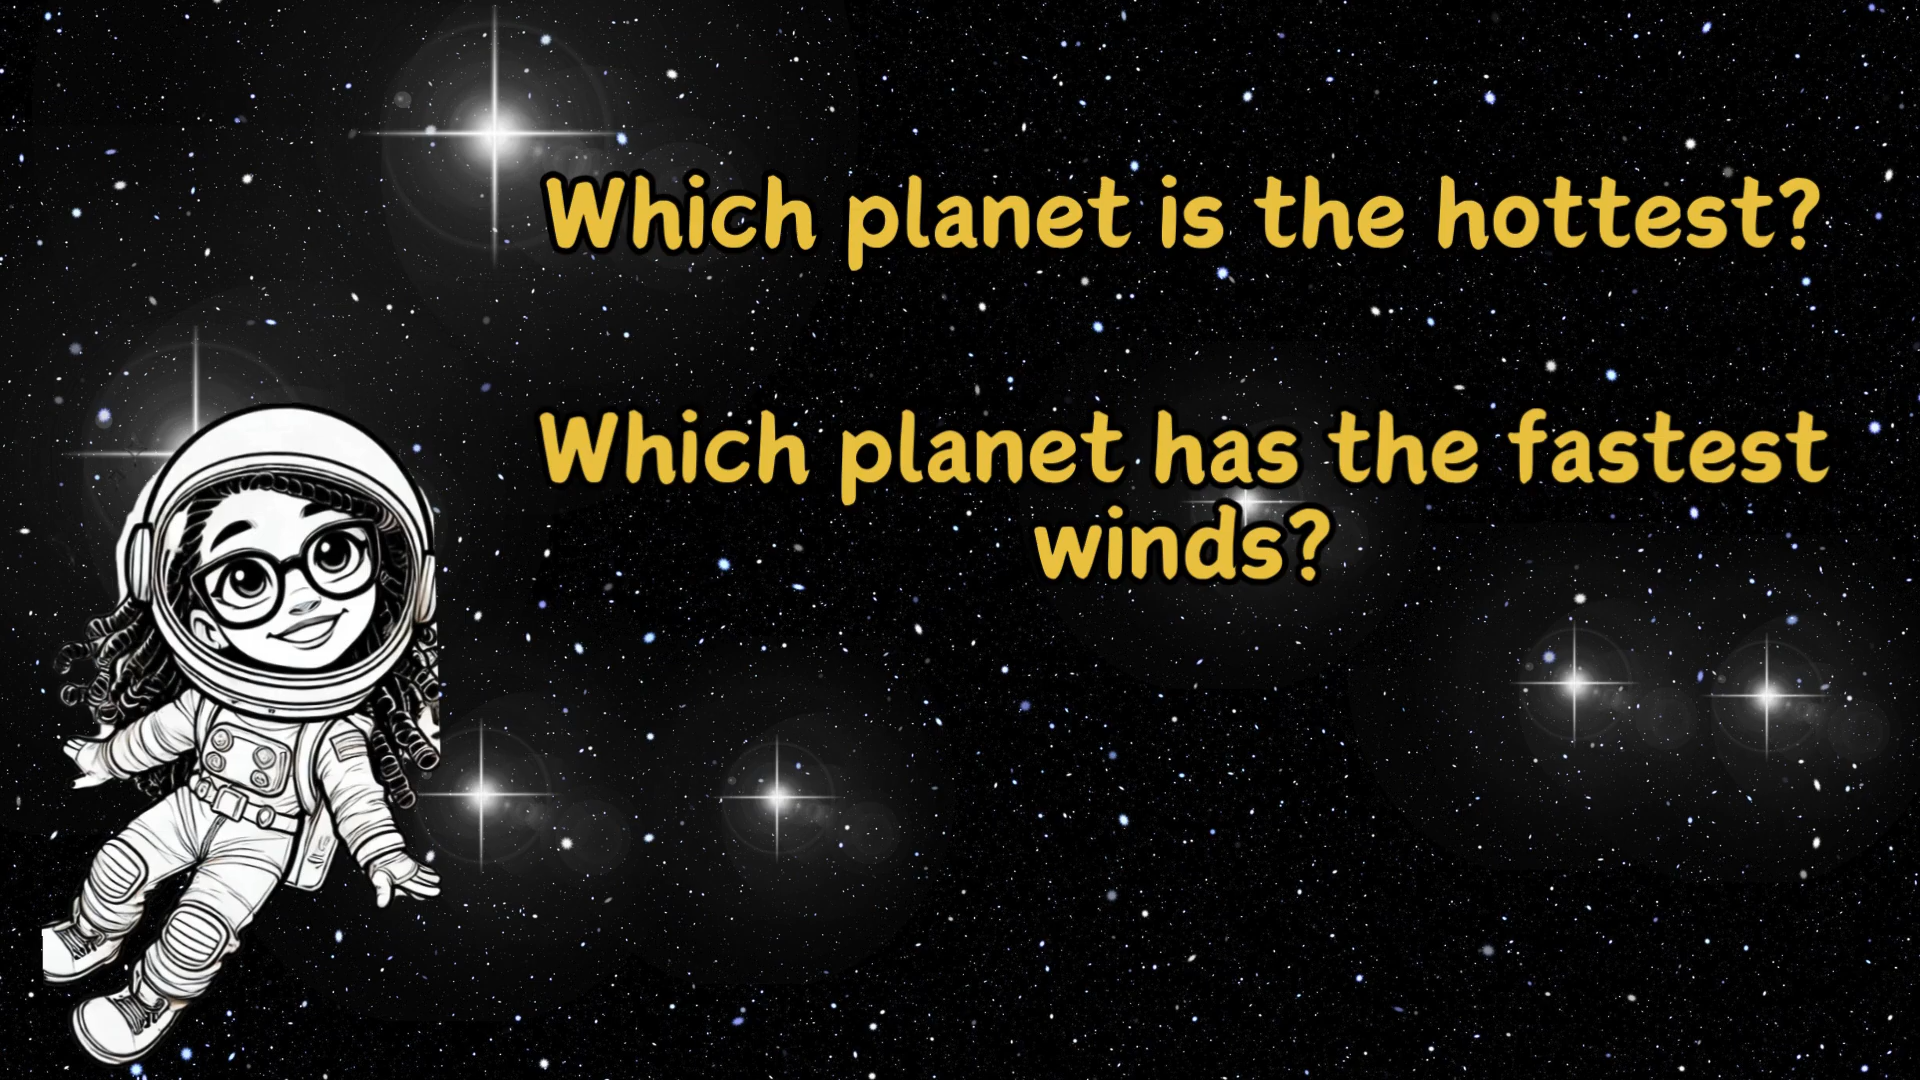 Which planet is the hottest?
Which planet has the fastest
winds?